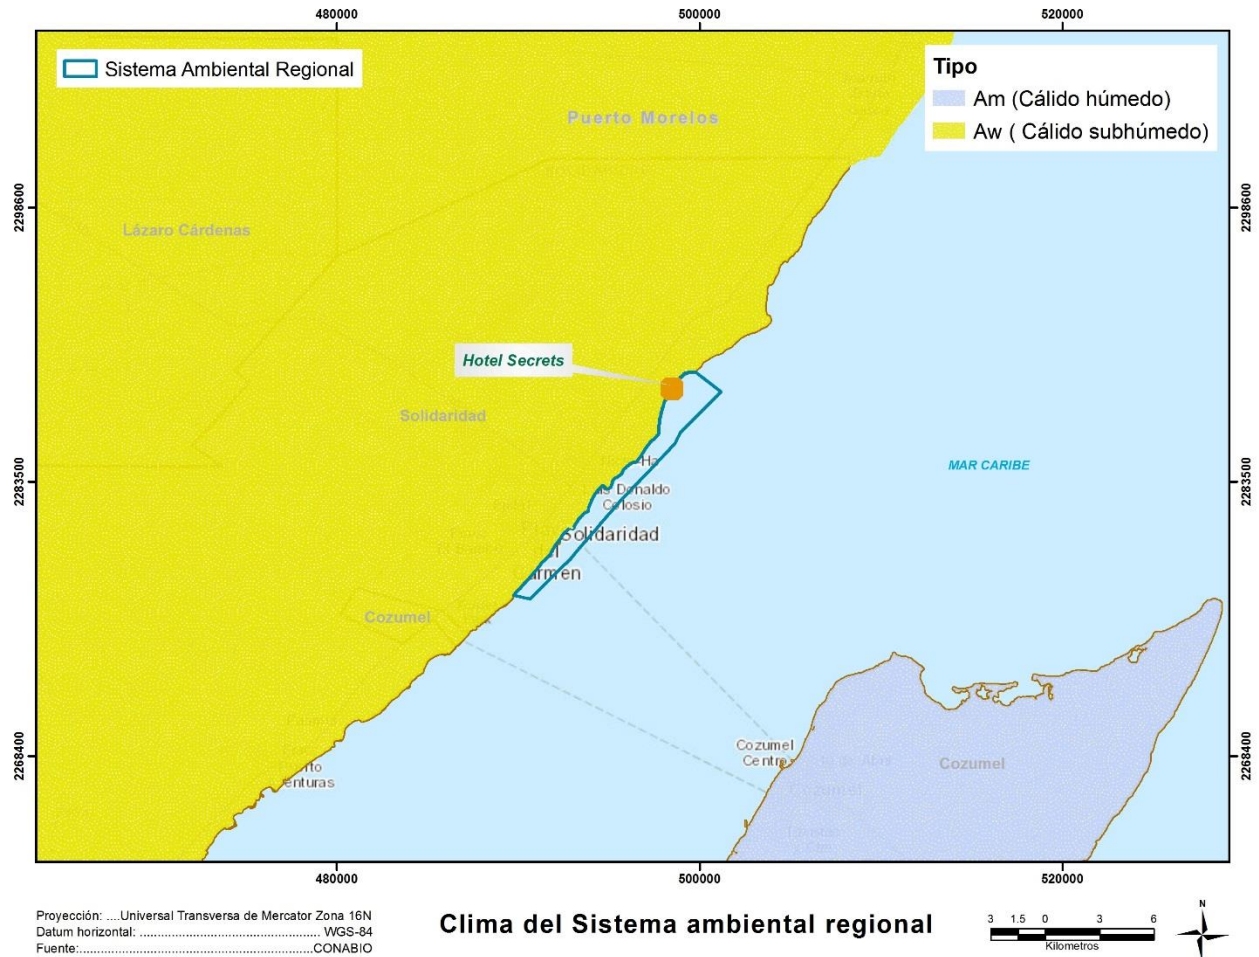 480000
500000
520000
Sistema Ambiental Regional
Tipo
Am (Cálido húmedo)
Aw ( Cálido subhúmedo)
Puerto Morelos
2298600
2298600
Lázaro Cárdenas
Hotel Secrets
Solidaridad
MAR CARIBE
2283500
2283500
Donaldo
Colosio
Solidaridad
Cozumel
2268400
2268400
Cozumel
Centro
Cozumel
Cozumel
enturas
480000
500000
520000
Proyección: ....Universal Transversa de Mercator Zona 16N
Datum horizontal: ................................................ WGS-84
Fuente:.....................................................CONABIO
Clima del Sistema ambiental regional
3 1.5 0 3 6
Kilometros
N